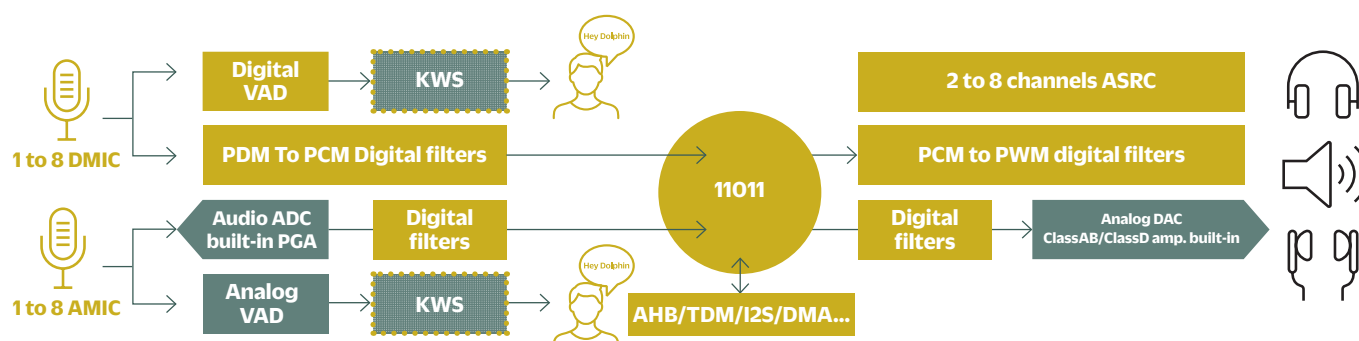 Hey Dolphin
Digital
VAD
KWS
2 to 8 channels ASRC
1 to 8 DMIC
PDM To PCM Digital filters
11011
PCM to PWM digital filters
Audio ADC
built-in PGA
Digital
filters
Digital
filters
Analog DAC
ClassAB/ClassD amp. built-in
Hey Dolphin
1 to 8 AMIC
Analog
VAD
KWS
AHB/TDM/I2S/DMA...